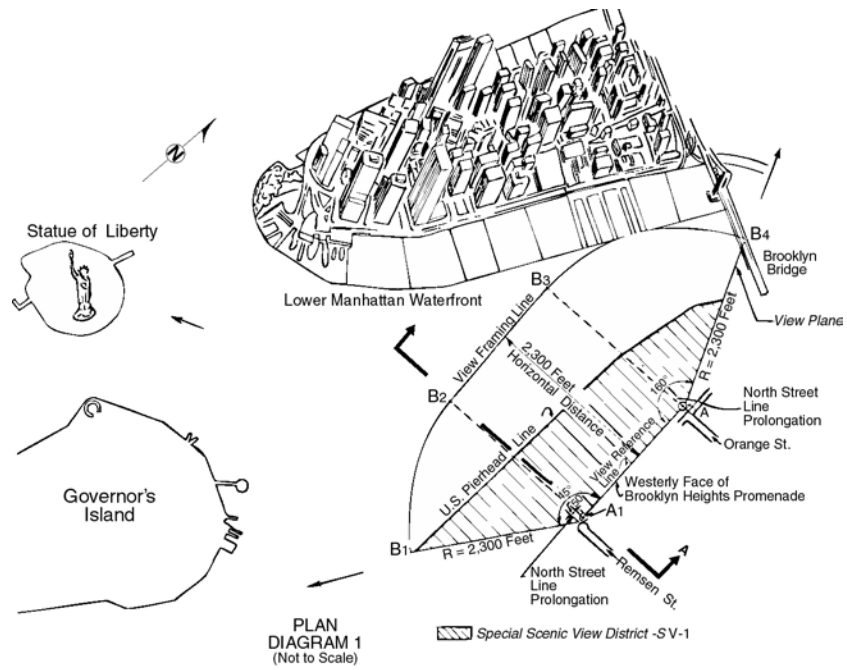 N
Statue of Liberty
Lower Manhattan Waterfront
B4
Brooklyn
Bridge
View Plane
B3
View Framing Line
2,300 Feet
Horizontal Distance
R = 2,300 Feet
B2
160°
A
North Street
Line
Prolongation
Orange St.
U.S. Pierhead Line
View Reference
Line
Westerly Face of
Brooklyn Heights Promenade
45°
A1
Governor's
Island
B1
R = 2,300 Feet
Remsen St.
A
North Street
Line
Prolongation
PLAN
DIAGRAM 1
(Not to Scale)
Special Scenic View District -S V-1